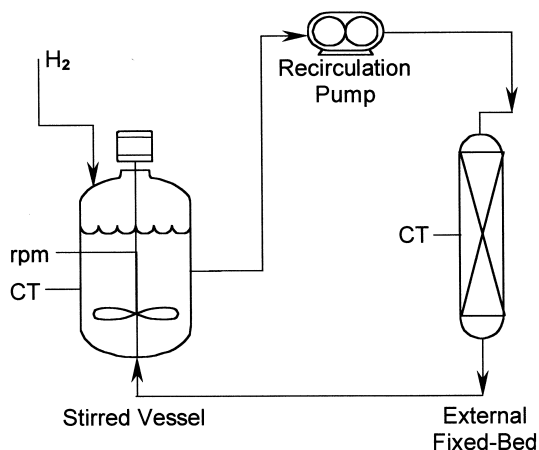 H₂
Recirculation
Pump
rpm
CT
CT
Stirred Vessel
External
Fixed-Bed